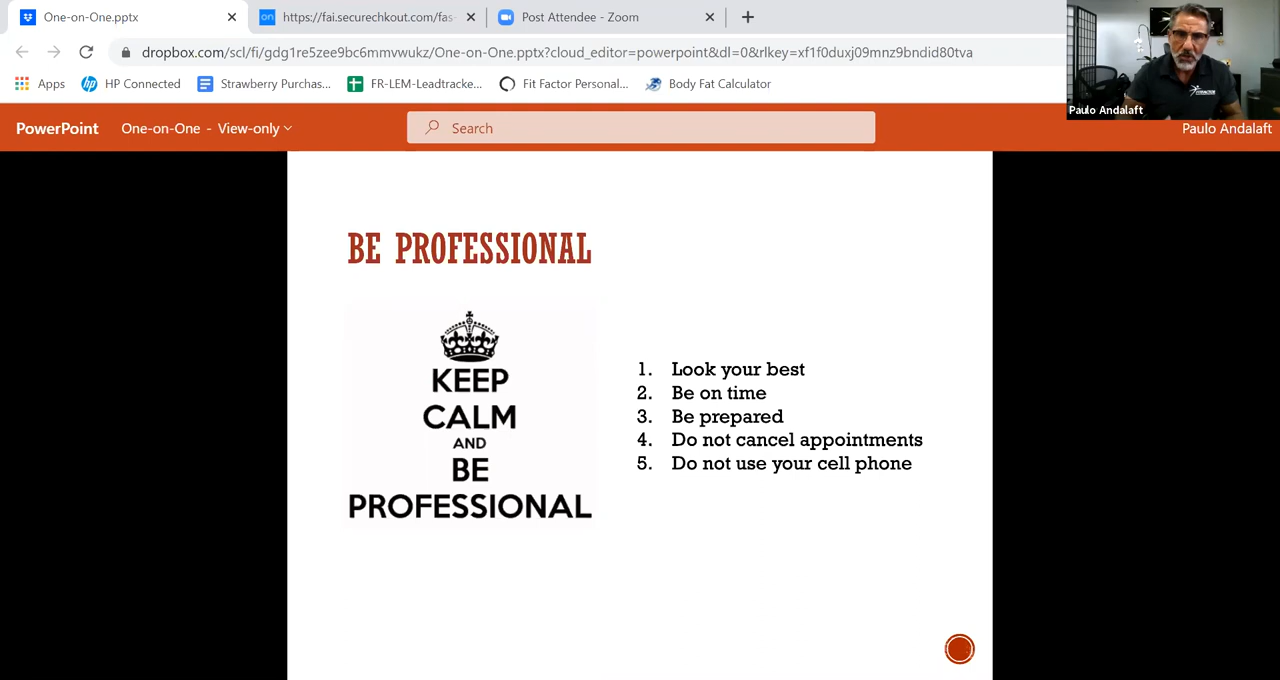 One-on-One.pptx
https://fai.securechkout.com/fas
Post Attendee - Zoom
dropbox.com/scl/fi/gdg1re5zee9bc6mmvwukz/One-on-One.pptx?cloud_editor=powerpoint&dl=0&rlkey=xf1f0duxj09mnz9bndid80tva
Apps
HP Connected
Strawberry Purchas...
FR-LEM-Leadtracke...
Fit Factor Personal...
Body Fat Calculator
Paulo Andalaft
PowerPoint
One-on-One - View-only
Search
Paulo Andalaft
BE PROFESSIONAL
KEEP
CALM
AND
BE
PROFESSIONAL
1. Look your best
2. Be on time
3. Be prepared
4. Do not cancel appointments
5. Do not use your cell phone